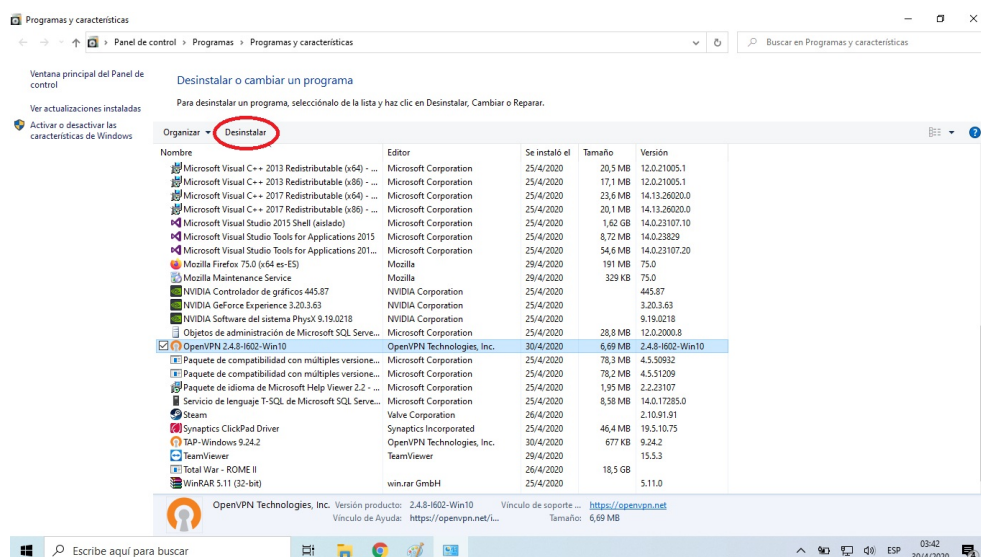 Programas y características
Panel de control > Programas > Programas y características
Buscar en Programas y características
Ventana principal del Panel de
control
Ver actualizaciones instaladas
Activar o desactivar las
características de Windows
Desinstalar o cambiar un programa
Para desinstalar un programa, selecciónalo de la lista y haz clic en Desinstalar, Cambiar o Reparar.
Organizar Desinstalar
Nombre Editor Se instaló el Tamaño Versión
Microsoft Visual C++ 2013 Redistributable (x64) - ... Microsoft Corporation 25/4/2020 20,5 MB 12.0.21005.1
Microsoft Visual C++ 2013 Redistributable (x86) - ... Microsoft Corporation 25/4/2020 17,1 MB 12.0.21005.1
Microsoft Visual C++ 2017 Redistributable (x64) - ... Microsoft Corporation 25/4/2020 23,6 MB 14.13.26020.0
Microsoft Visual C++ 2017 Redistributable (x86) - ... Microsoft Corporation 25/4/2020 20,1 MB 14.13.26020.0
Microsoft Visual Studio 2015 Shell (aislado) Microsoft Corporation 25/4/2020 1,62 GB 14.0.23107.10
Microsoft Visual Studio Tools for Applications 2015 Microsoft Corporation 25/4/2020 8,72 MB 14.0.23829
Microsoft Visual Studio Tools for Applications 201... Microsoft Corporation 25/4/2020 54,6 MB 14.0.23107.20
Mozilla Firefox 75.0 (x64 es-ES) Mozilla 29/4/2020 191 MB 75.0
Mozilla Maintenance Service Mozilla 29/4/2020 329 KB 75.0
NVIDIA Controlador de gráficos 445.87 NVIDIA Corporation 25/4/2020 445.87
NVIDIA GeForce Experience 3.20.3.63 NVIDIA Corporation 25/4/2020 3.20.3.63
NVIDIA Software del sistema PhysX 9.19.0218 NVIDIA Corporation 25/4/2020 9.19.0218
Objetos de administración de Microsoft SQL Serve... Microsoft Corporation 25/4/2020 28,8 MB 12.0.2000.8
OpenVPN 2.4.8-I602-Win10 OpenVPN Technologies, Inc. 30/4/2020 6,69 MB 2.4.8-I602-Win10
Paquete de compatibilidad con múltiples versione... Microsoft Corporation 25/4/2020 78,3 MB 4.5.50932
Paquete de compatibilidad con múltiples versione... Microsoft Corporation 25/4/2020 78,2 MB 4.5.51209
Paquete de idioma de Microsoft Help Viewer 2.2 - ... Microsoft Corporation 25/4/2020 1,95 MB 2.2.23107
Servicio de lenguaje T-SQL de Microsoft SQL Serve... Microsoft Corporation 25/4/2020 8,58 MB 14.0.17285.0
Steam Valve Corporation 26/4/2020 2.10.91.91
Synaptics ClickPad Driver Synaptics Incorporated 25/4/2020 46,4 MB 19.5.10.75
TAP-Windows 9.24.2 OpenVPN Technologies, Inc. 30/4/2020 677 KB 9.24.2
TeamViewer TeamViewer 29/4/2020 15.5.3
Total War - ROME II 26/4/2020 18,5 GB
WinRAR 5.11 (32-bit) win.rar GmbH 25/4/2020 5.11.0
OpenVPN Technologies, Inc. Versión producto: 2.4.8-I602-Win10 Vínculo de soporte ... https://openvpn.net
Vínculo de Ayuda: https://openvpn.net/i... Tamaño: 6,69 MB
Escribe aquí para buscar
ESP
03:42
30/04/2020